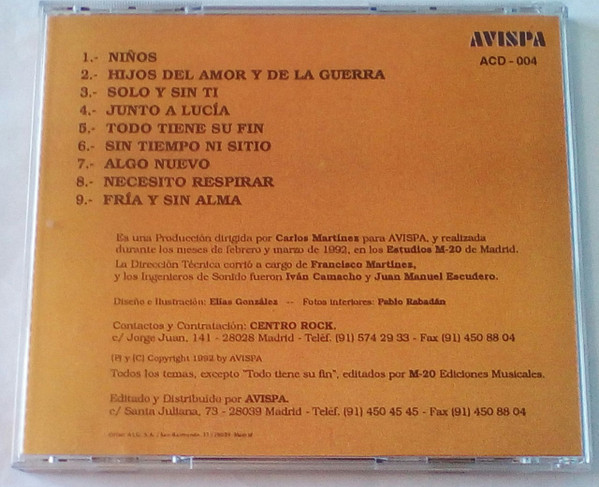 AVISPA
ACD - 004
1.- NIÑOS
2.- HIJOS DEL AMOR Y DE LA GUERRA
3.- SOLO Y SIN TI
4.- JUNTO A LUCÍA
5.- TODO TIENE SU FIN
6.- SIN TIEMPO NI SITIO
7.- ALGO NUEVO
8.- NECESITO RESPIRAR
9.- FRÍA Y SIN ALMA
Es una Producción dirigida por Carlos Martínez para AVISPA, y realizada
durante los meses de febrero y marzo de 1992, en los Estudios M-20 de Madrid.
La Dirección Técnica corrió a cargo de Francisco Martínez,
y los Ingenieros de Sonido fueron Iván Camacho y Juan Manuel Escudero.
Diseño e Ilustración: Elías González -- Fotos interiores: Pablo Rabadán
Contactos y Contratación: CENTRO ROCK.
c/ Jorge Juan, 141 - 28028 Madrid - Teléf. (91) 574 29 33 - Fax (91) 450 88 04
(P) y (C) Copyright 1992 by AVISPA
Todos los temas, excepto "Todo tiene su fin", editados por M-20 Ediciones Musicales.
Editado y Distribuido por AVISPA.
c/ Santa Juliana, 73 - 28039 Madrid - Teléf. (91) 450 45 45 - Fax (91) 450 88 04